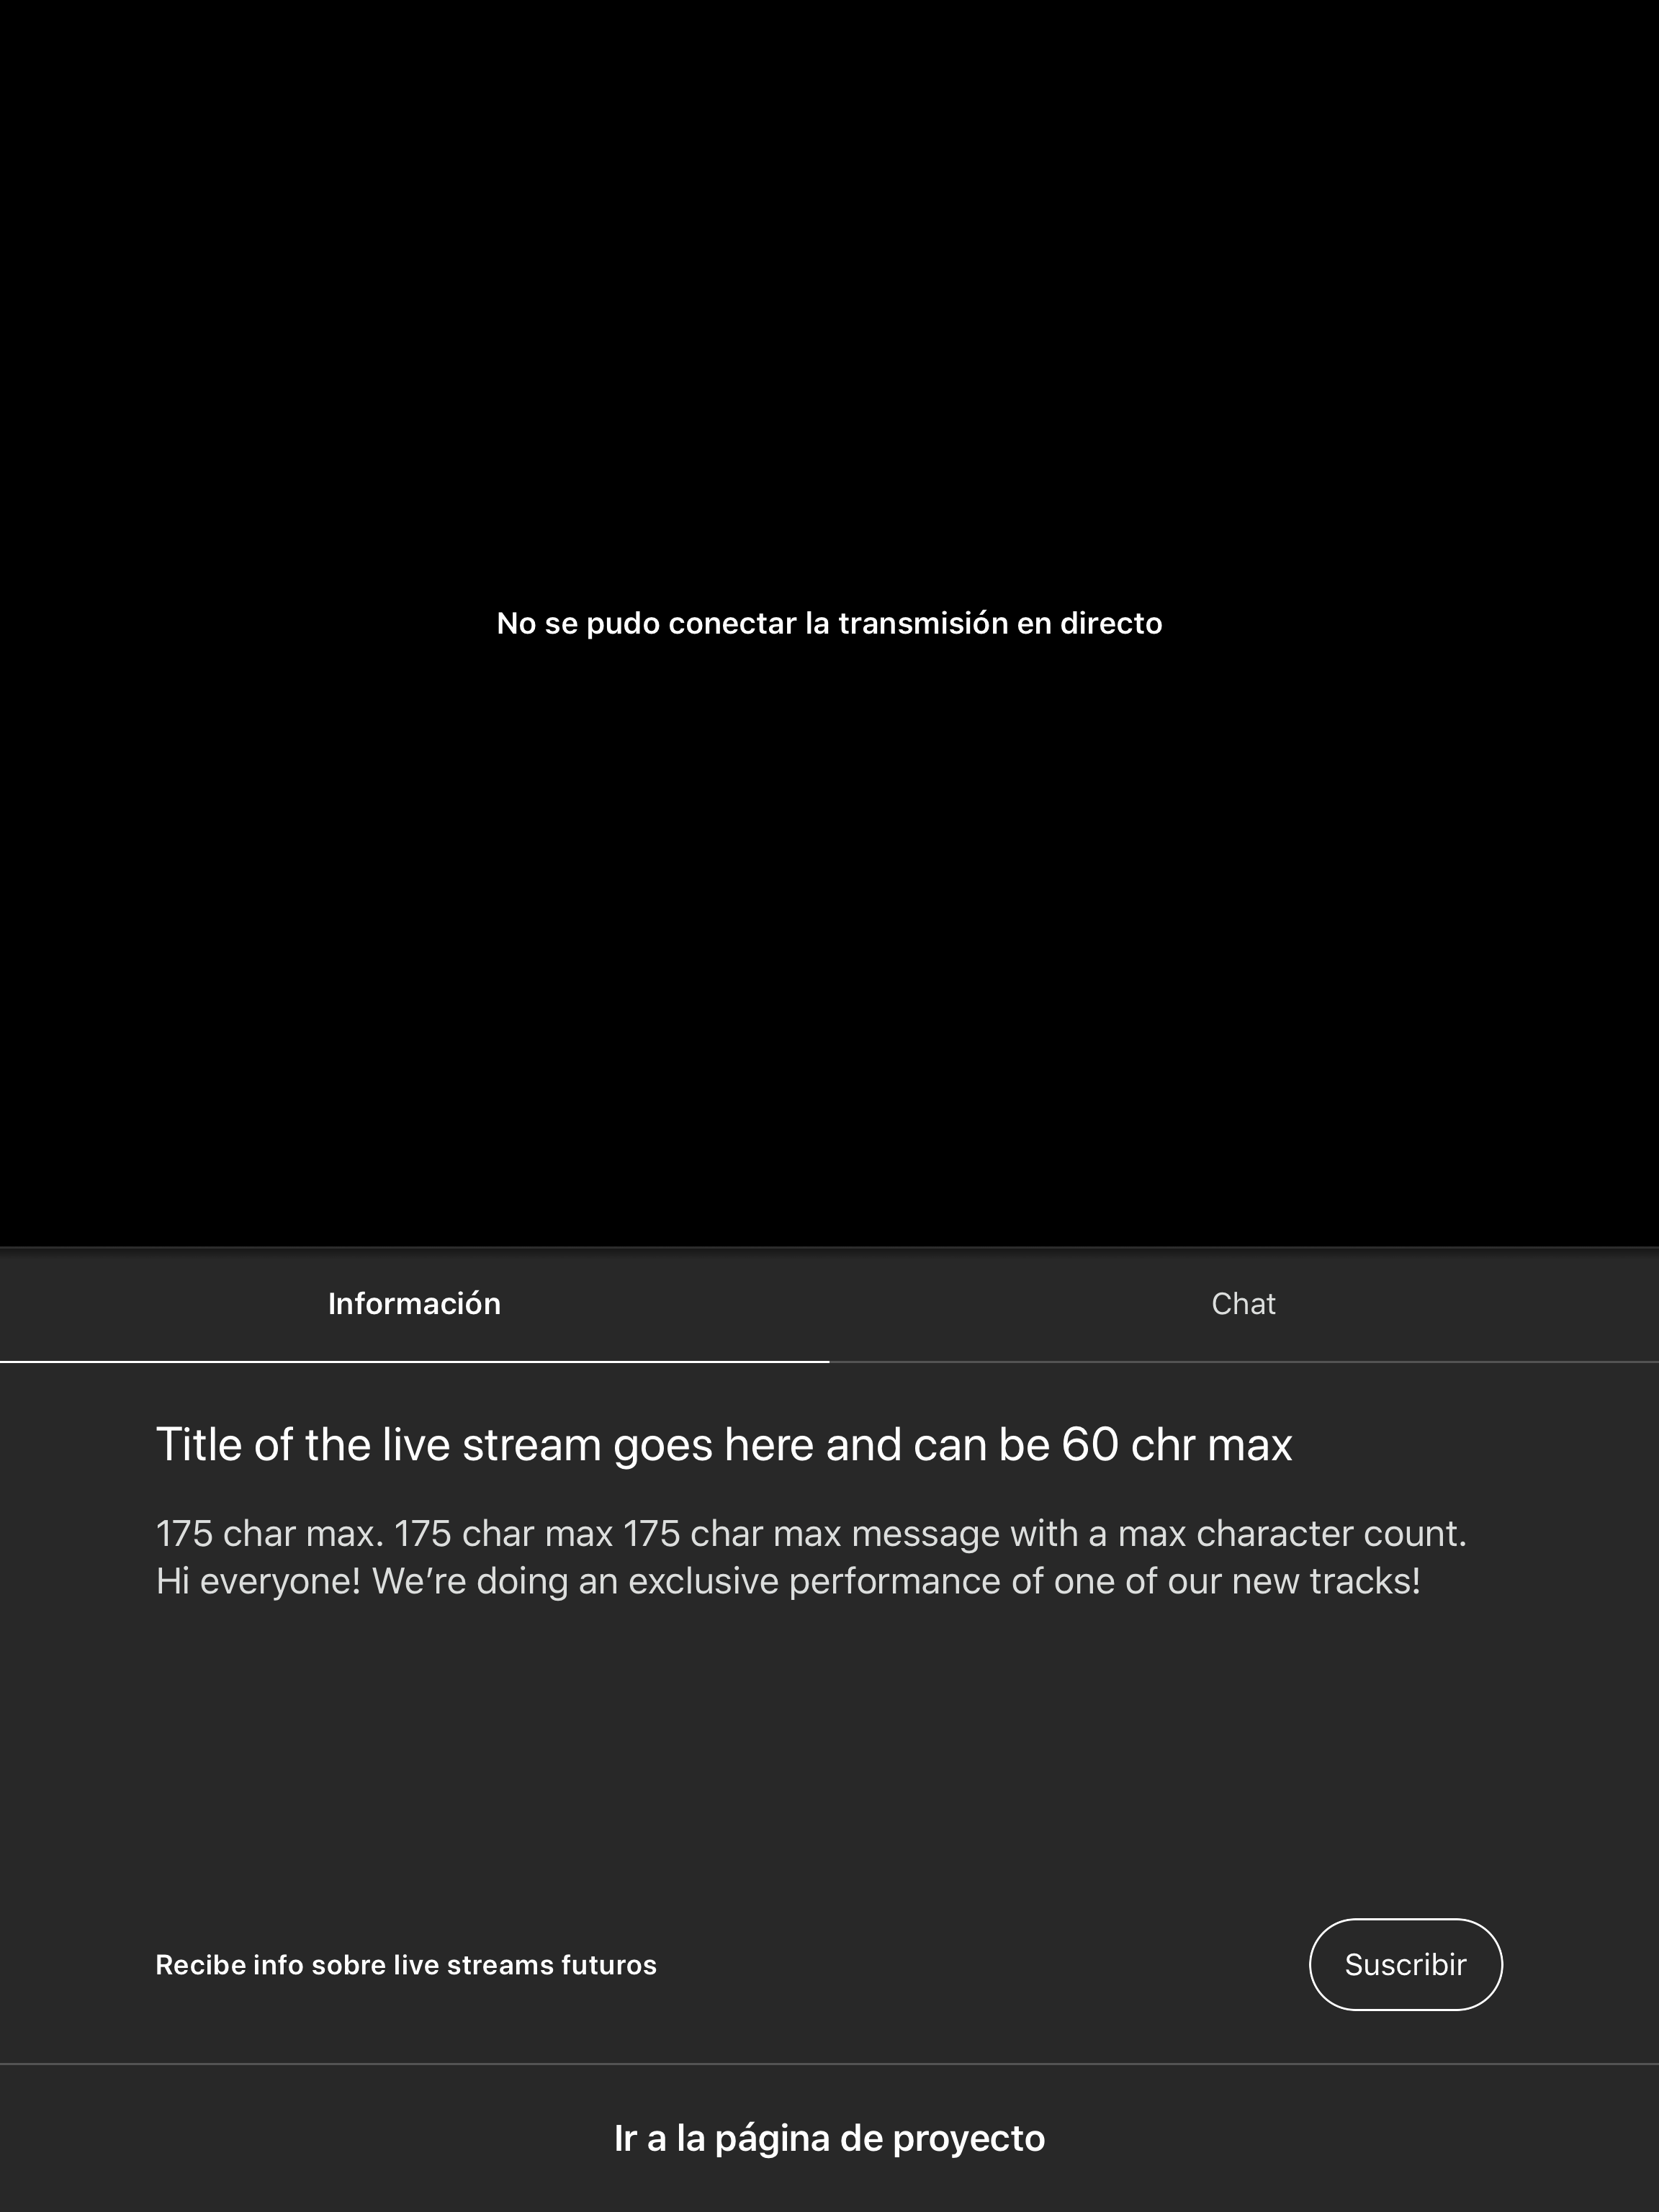 No se pudo conectar la transmisión en directo
Información
Chat
Title of the live stream goes here and can be 60 chr max
175 char max. 175 char max 175 char max message with a max character count.
Hi everyone! We’re doing an exclusive performance of one of our new tracks!
Recibe info sobre live streams futuros
Suscribir
Ir a la página de proyecto